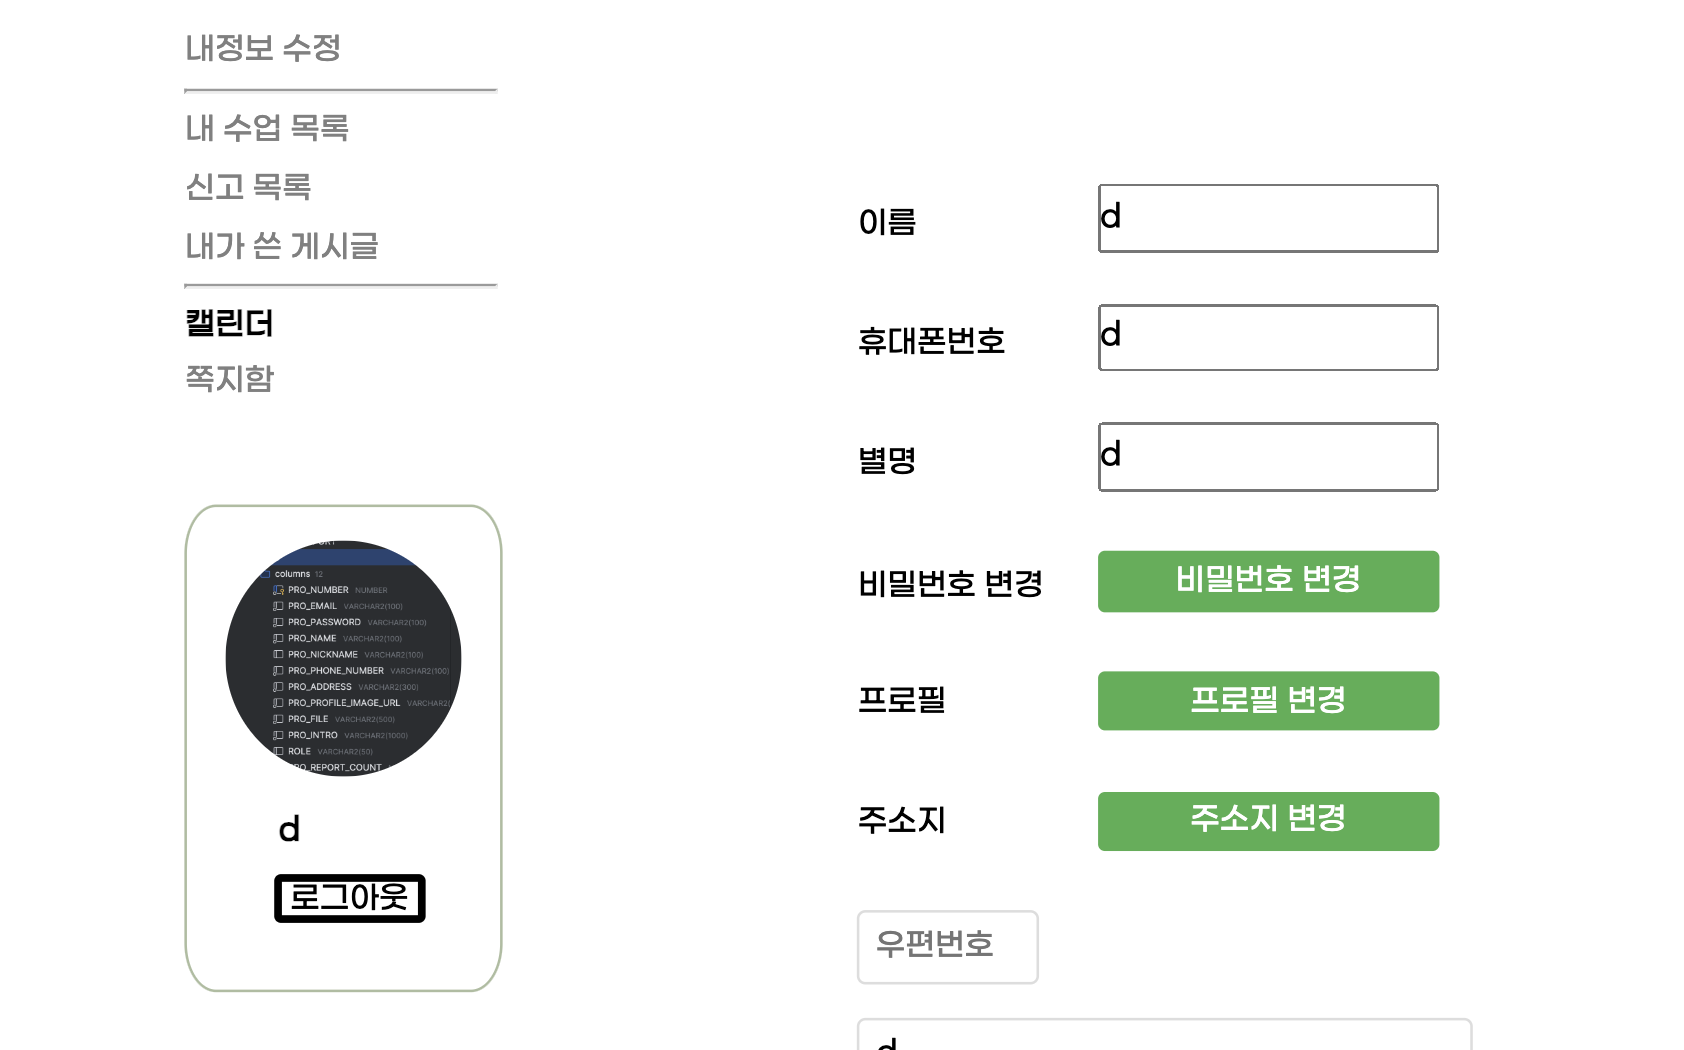 내정보 수정
내 수업 목록
신고 목록
내가 쓴 게시글
캘린더
쪽지함
columns 12
PRO_NUMBER NUMBER
PRO_EMAIL VARCHAR2(100)
PRO_PASSWORD VARCHAR2(100)
PRO_NAME VARCHAR2(100)
PRO_NICKNAME VARCHAR2(100)
PRO_PHONE_NUMBER VARCHAR2(100)
PRO_ADDRESS VARCHAR2(300)
PRO_PROFILE_IMAGE_URL VARCHAR2(
PRO_FILE VARCHAR2(500)
PRO_INTRO VARCHAR2(1000)
ROLE VARCHAR2(50)
RO_REPORT_COUNT
d
로그아웃
이름 d
휴대폰번호 d
별명 d
비밀번호 변경 비밀번호 변경
프로필 프로필 변경
주소지 주소지 변경
우편번호
d